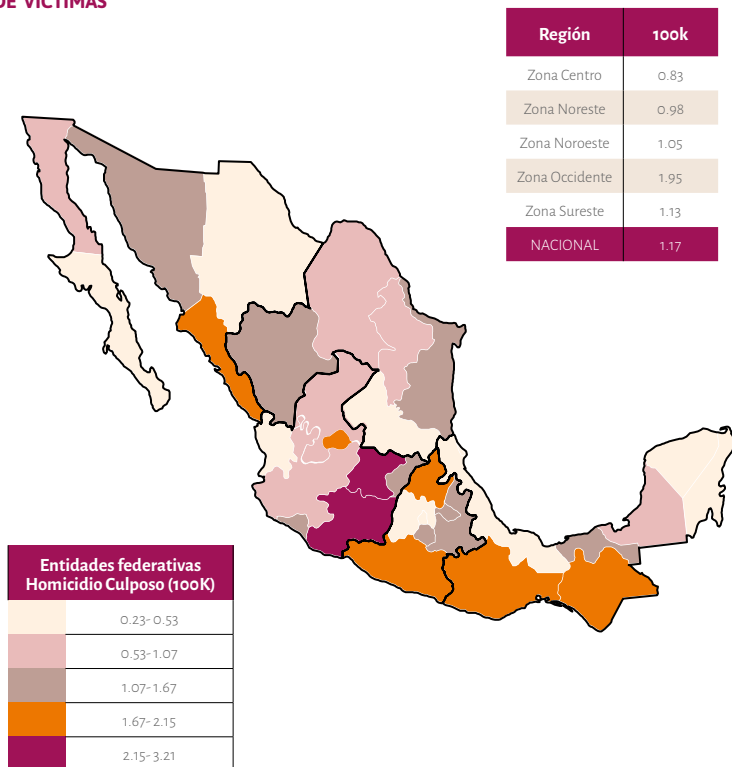 DE VÍCTIMAS
Región 100k
Zona Centro 0.83
Zona Noreste 0.98
Zona Noroeste 1.05
Zona Occidente 1.95
Zona Sureste 1.13
NACIONAL 1.17
Entidades federativas
Homicidio Culposo (100K)
0.23-0.53
0.53-1.07
1.07-1.67
1.67-2.15
2.15-3.21